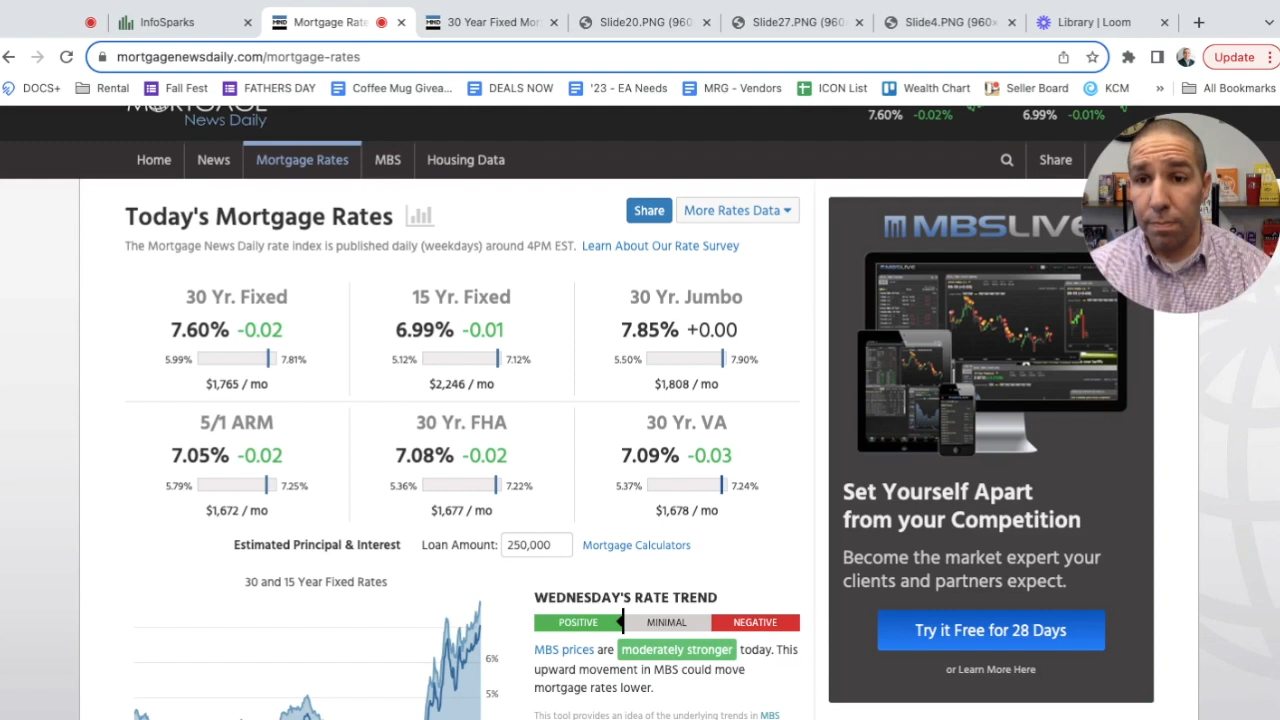 InfoSparks
Mortgage Rate
30 Year Fixed Mor
Slide20.PNG (960
Slide27.PNG (960
Slide4.PNG (960×
Library | Loom
mortgagenewsdaily.com/mortgage-rates
Update
DOCS+
Rental
Fall Fest
FATHERS DAY
Coffee Mug Givea...
DEALS NOW
'23 - EA Needs
MRG - Vendors
ICON List
Wealth Chart
Seller Board
KCM
»
All Bookmarks
MORTGAGE
News Daily
7.60% -0.02%
6.99% -0.01%
Home
News
Mortgage Rates
MBS
Housing Data
Share
Today's Mortgage Rates
Share
More Rates Data
The Mortgage News Daily rate index is published daily (weekdays) around 4PM EST. Learn About Our Rate Survey
30 Yr. Fixed
7.60% -0.02
5.99% 7.81%
$1,765 / mo
15 Yr. Fixed
6.99% -0.01
5.12% 7.12%
$2,246 / mo
30 Yr. Jumbo
7.85% +0.00
5.50% 7.90%
$1,808 / mo
5/1 ARM
7.05% -0.02
5.79% 7.25%
$1,672 / mo
30 Yr. FHA
7.08% -0.02
5.36% 7.22%
$1,677 / mo
30 Yr. VA
7.09% -0.03
5.37% 7.24%
$1,678 / mo
Estimated Principal & Interest
Loan Amount: 250,000
Mortgage Calculators
30 and 15 Year Fixed Rates
6%
5%
WEDNESDAY'S RATE TREND
POSITIVE
MINIMAL
NEGATIVE
MBS prices are moderately stronger today. This
upward movement in MBS could move
mortgage rates lower.
This tool provides an idea of the underlying trends in MBS
MBSLIVE
Set Yourself Apart
from your Competition
Become the market expert your
clients and partners expect.
Try it Free for 28 Days
or Learn More Here